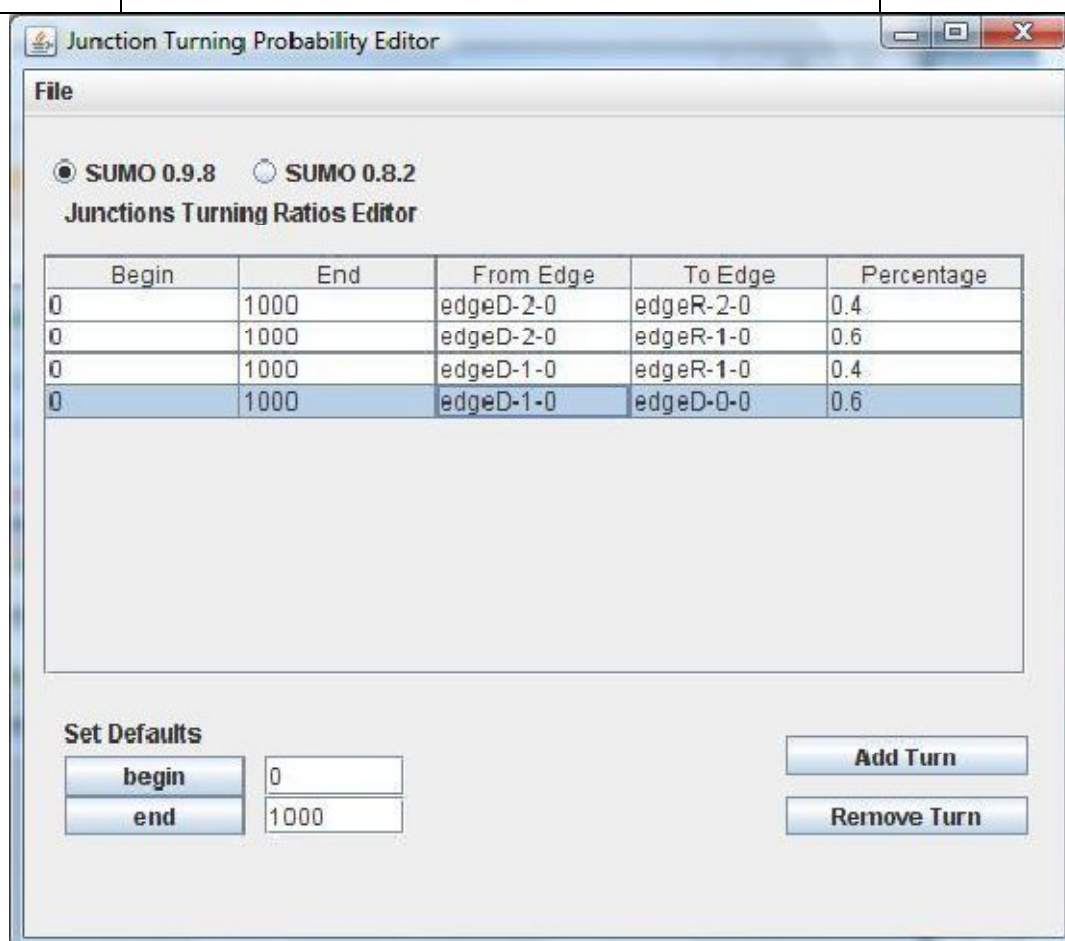 Junction Turning Probability Editor
File
SUMO 0.9.8 SUMO 0.8.2
Junctions Turning Ratios Editor
Begin End From Edge To Edge Percentage
0 1000 edgeD-2-0 edgeR-2-0 0.4
0 1000 edgeD-2-0 edgeR-1-0 0.6
0 1000 edgeD-1-0 edgeR-1-0 0.4
0 1000 edgeD-1-0 edgeD-0-0 0.6
Set Defaults
begin 0
end 1000
Add Turn
Remove Turn